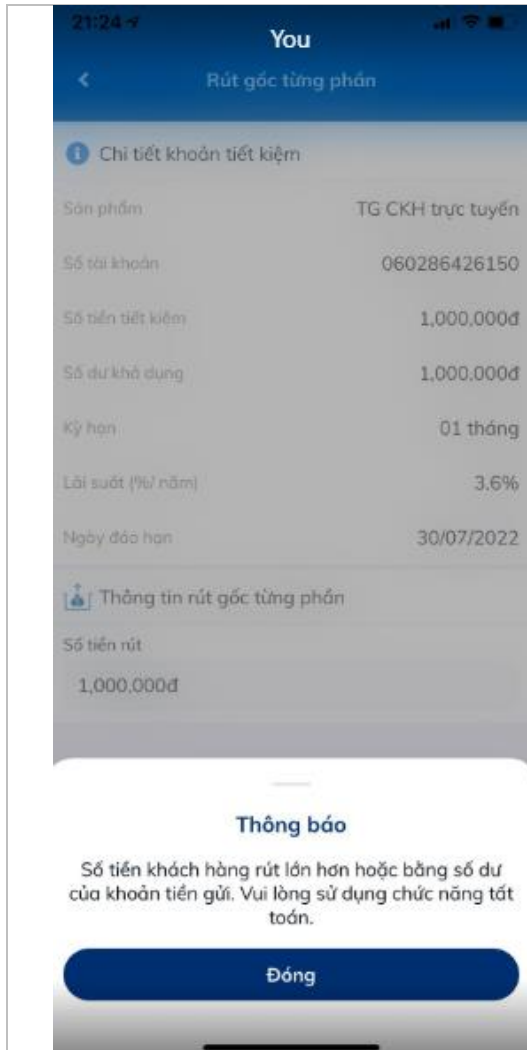 21:24
You
Rút gốc từng phần
Chi tiết khoản tiết kiệm
Sản phẩm TG CKH trực tuyến
Số tài khoản 060286426150
Số tiền tiết kiệm 1,000,000đ
Số dư khả dụng 1,000,000đ
Kỳ hạn 01 tháng
Lãi suất (%/ năm) 3.6%
Ngày đáo hạn 30/07/2022
Thông tin rút gốc từng phần
Số tiền rút
1,000,000đ
Thông báo
Số tiền khách hàng rút lớn hơn hoặc bằng số dư
của khoản tiền gửi. Vui lòng sử dụng chức năng tất
toán.
Đóng